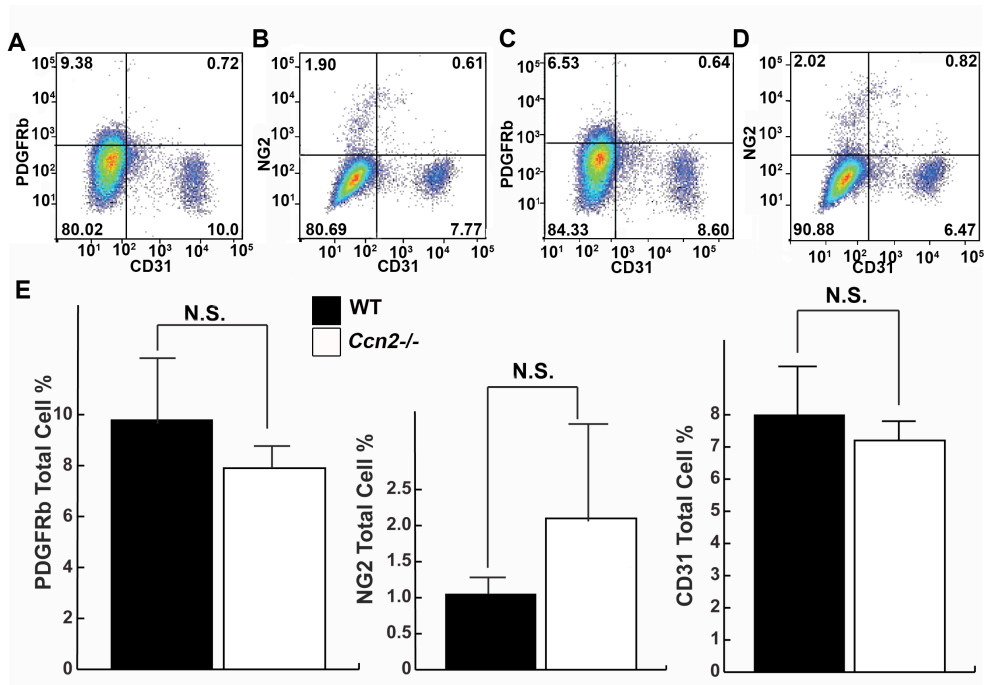 A B C D
10⁵ 9.38 0.72
10⁴
10³
10²
10¹
80.02 10.0
10¹ 10² 10³ 10⁴ 10⁵
CD31
PDGFRb
10⁵ 1.90 0.61
10⁴
10³
10²
10¹
80.69 7.77
10¹ 10² 10³ 10⁴ 10⁵
CD31
NG2
10⁵ 6.53 0.64
10⁴
10³
10²
10¹
84.33 8.60
10¹ 10² 10³ 10⁴ 10⁵
CD31
PDGFRb
10⁵ 2.02 0.82
10⁴
10³
10²
10¹
90.88 6.47
10¹ 10² 10³ 10⁴ 10⁵
CD31
NG2
E
WT
Ccn2-/-
N.S.
PDGFRb Total Cell %
10
8
6
4
2
0
N.S.
NG2 Total Cell %
2.5
2.0
1.5
1.0
0.5
0
N.S.
CD31 Total Cell %
8
7
6
5
4
3
2
1
0